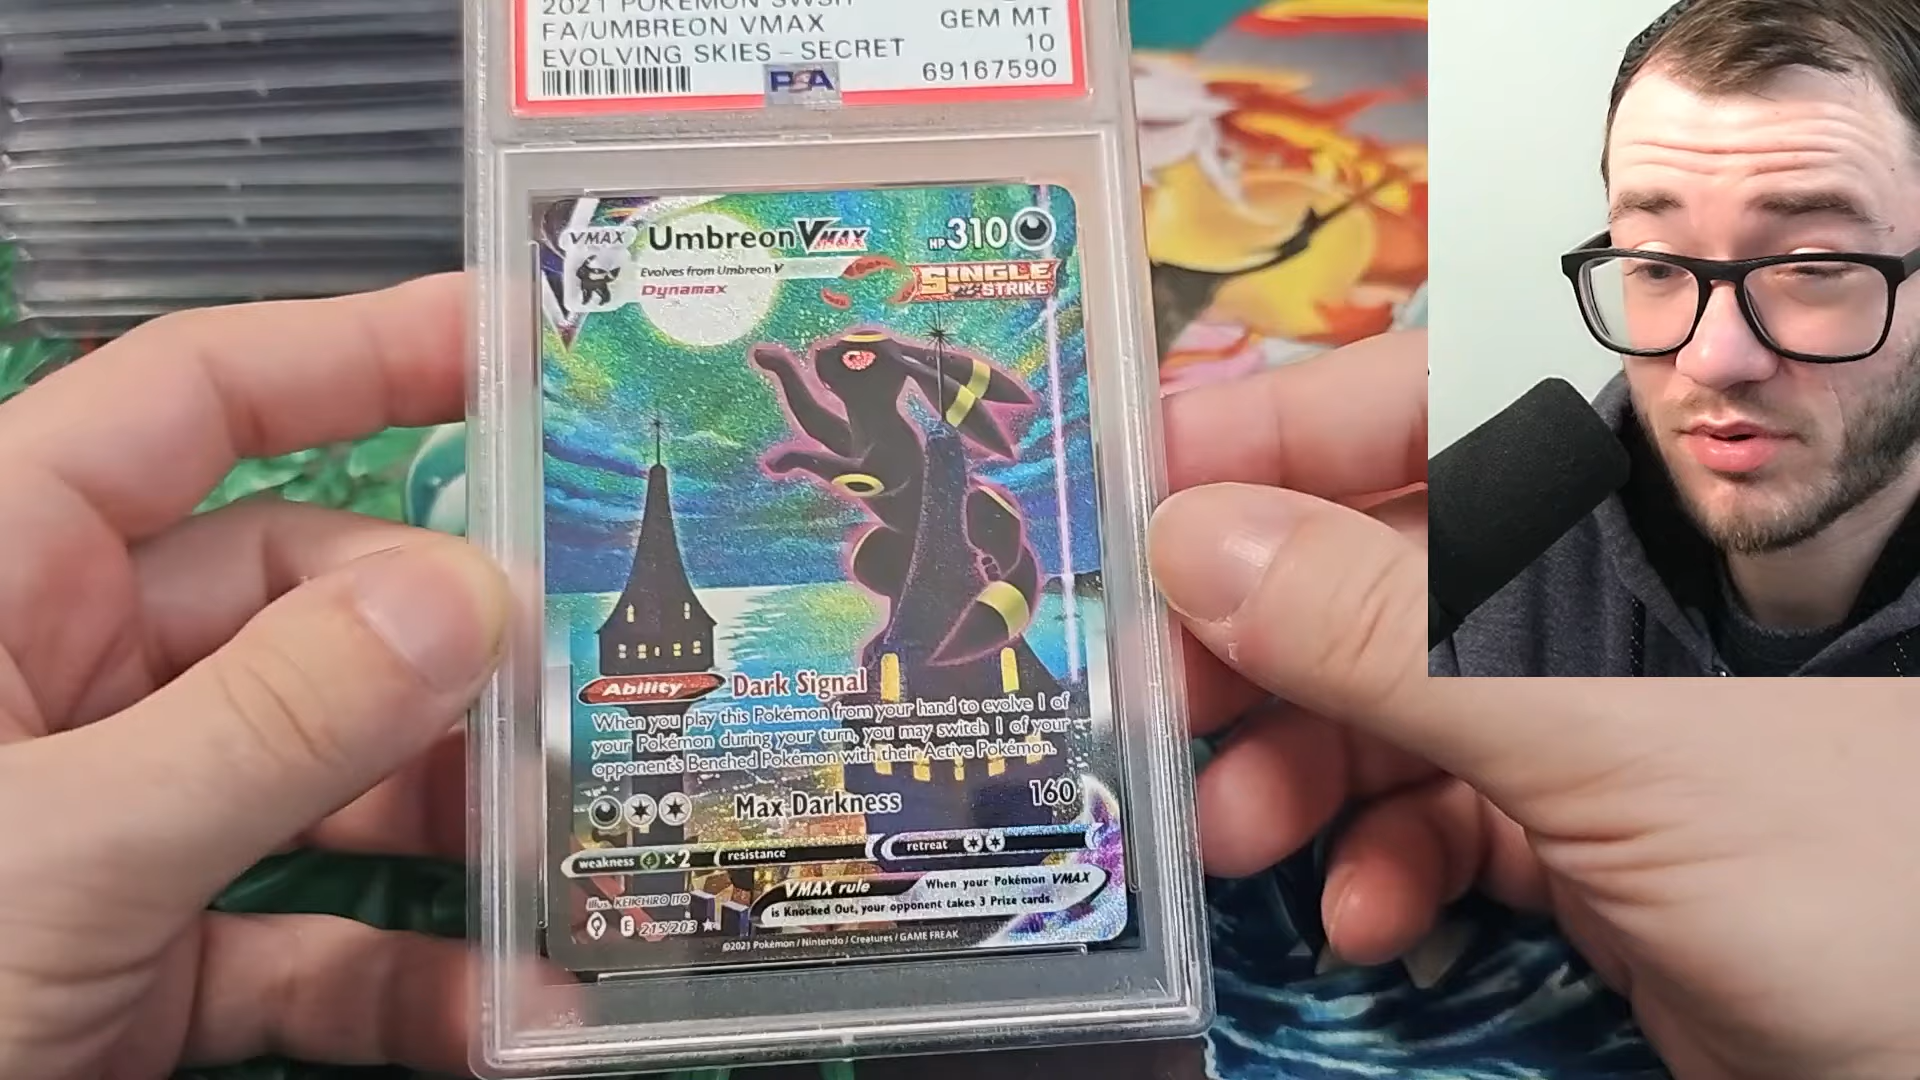 2021 POKEMON SWSH
FA/UMBREON VMAX GEM MT
EVOLVING SKIES - SECRET 10
PSA 69167590
VMAX Umbreon VMAX HP 310
Evolves from Umbreon V
Dynamax
SINGLE
STRIKE
Ability Dark Signal
When you play this Pokémon from your hand to evolve 1 of
your Pokémon during your turn, you may switch 1 of your
opponent's Benched Pokémon with their Active Pokémon.
Max Darkness 160
weakness ×2 resistance retreat
VMAX rule When your Pokémon VMAX
is Knocked Out, your opponent takes 3 Prize cards.
Illus. KEIICHIRO ITO
E 215/203
©2021 Pokémon / Nintendo / Creatures / GAME FREAK